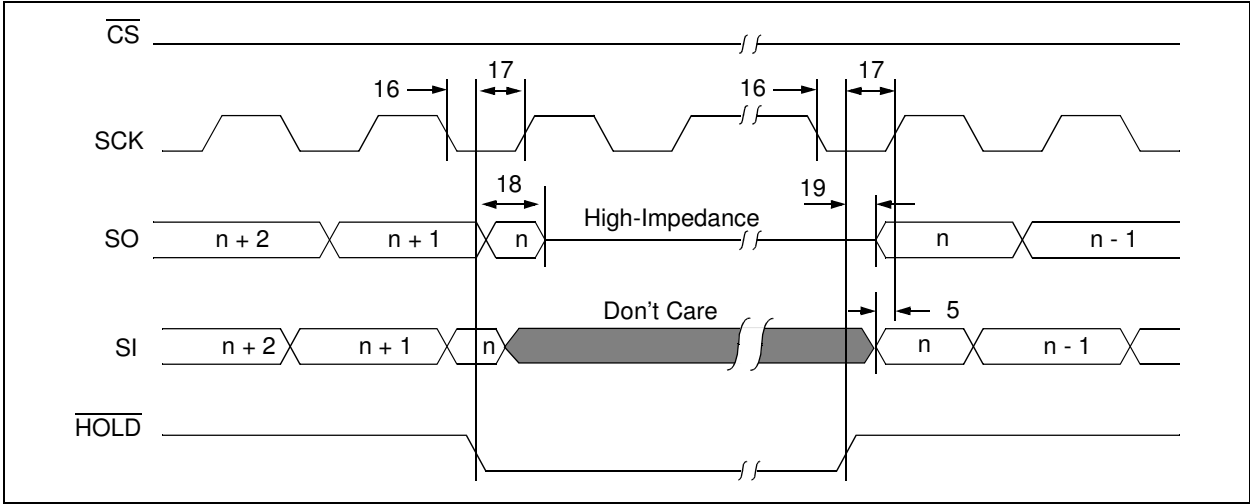 CS
17
17
16
16
SCK
18
19
High-Impedance
SO
n + 2
n + 1
n
n
n - 1
Don't Care
5
SI
n + 2
n + 1
n
n
n - 1
HOLD